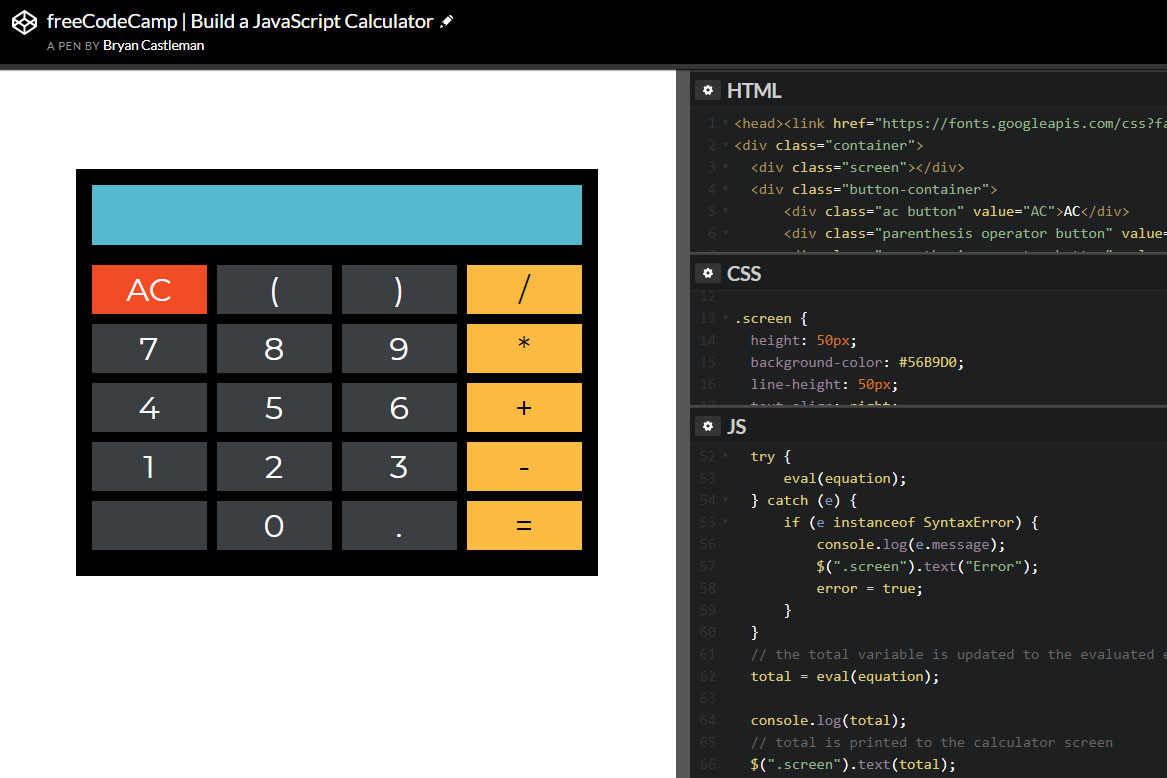 freeCodeCamp | Build a JavaScript Calculator
A PEN BY Bryan Castleman
AC ( ) /
7 8 9 *
4 5 6 +
1 2 3 -
0 . =
HTML
1 <head><link href="https://fonts.googleapis.com/css?fa
2 <div class="container">
3 <div class="screen"></div>
4 <div class="button-container">
5 <div class="ac button" value="AC">AC</div>
6 <div class="parenthesis operator button" value=
CSS
12
13 .screen {
14 height: 50px;
15 background-color: #56B9D0;
16 line-height: 50px;
17 text-align: right;
JS
52 try {
53 eval(equation);
54 } catch (e) {
55 if (e instanceof SyntaxError) {
56 console.log(e.message);
57 $(".screen").text("Error");
58 error = true;
59 }
60 }
61 // the total variable is updated to the evaluated e
62 total = eval(equation);
63
64 console.log(total);
65 // total is printed to the calculator screen
66 $(".screen").text(total);